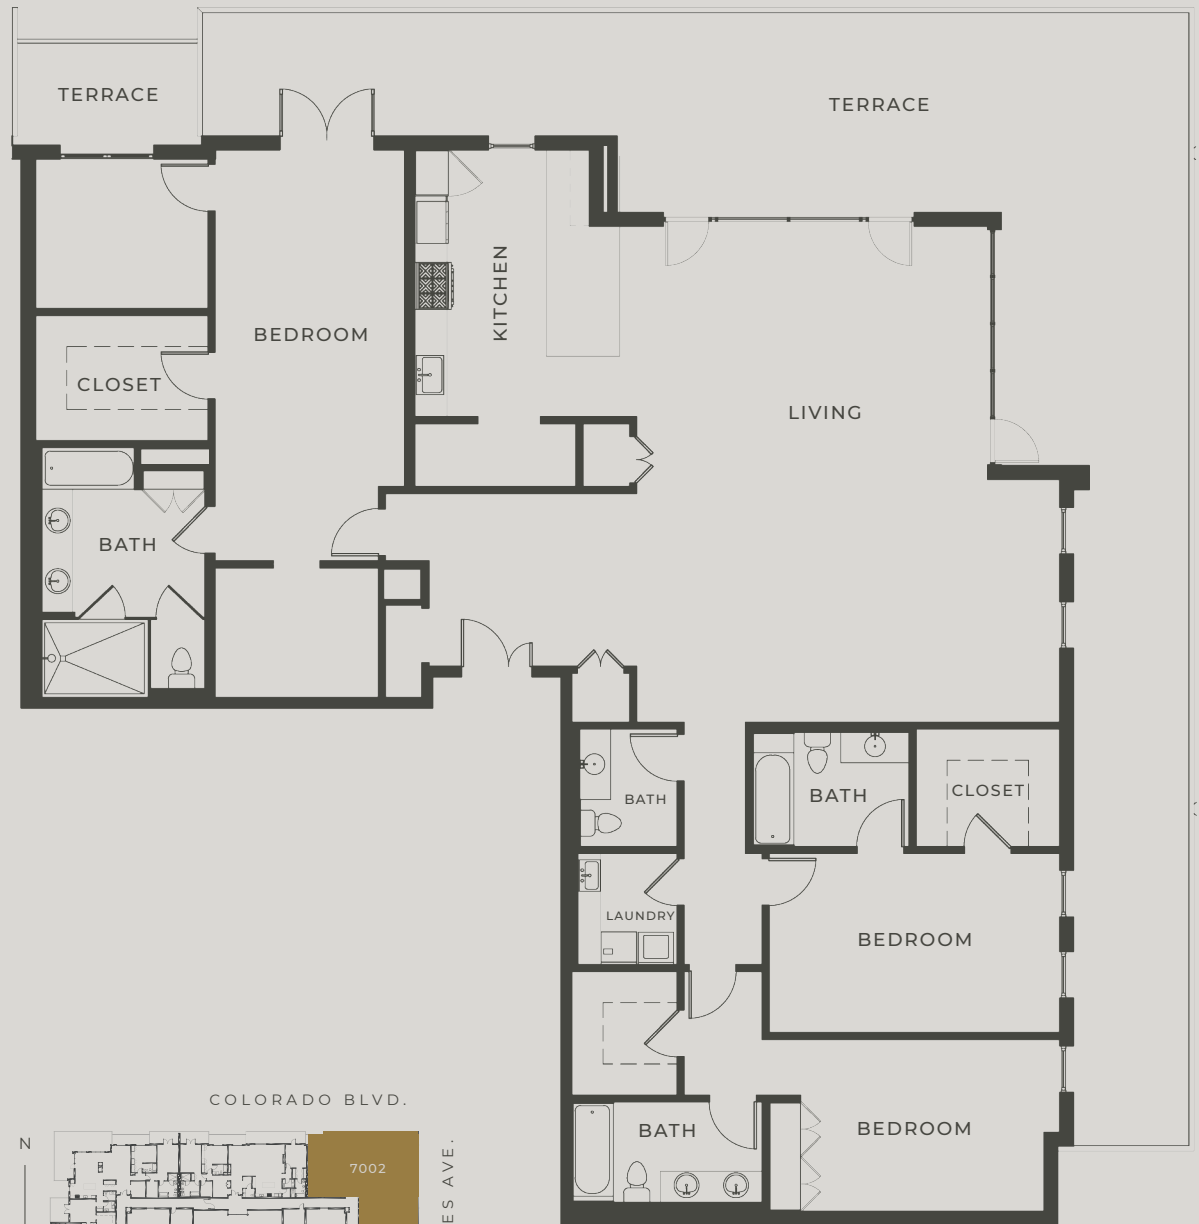 TERRACE
TERRACE
KITCHEN
BEDROOM
CLOSET
LIVING
BATH
BATH
BATH
CLOSET
LAUNDRY
BEDROOM
BATH
BEDROOM
COLORADO BLVD.
N
7002
ES AVE.